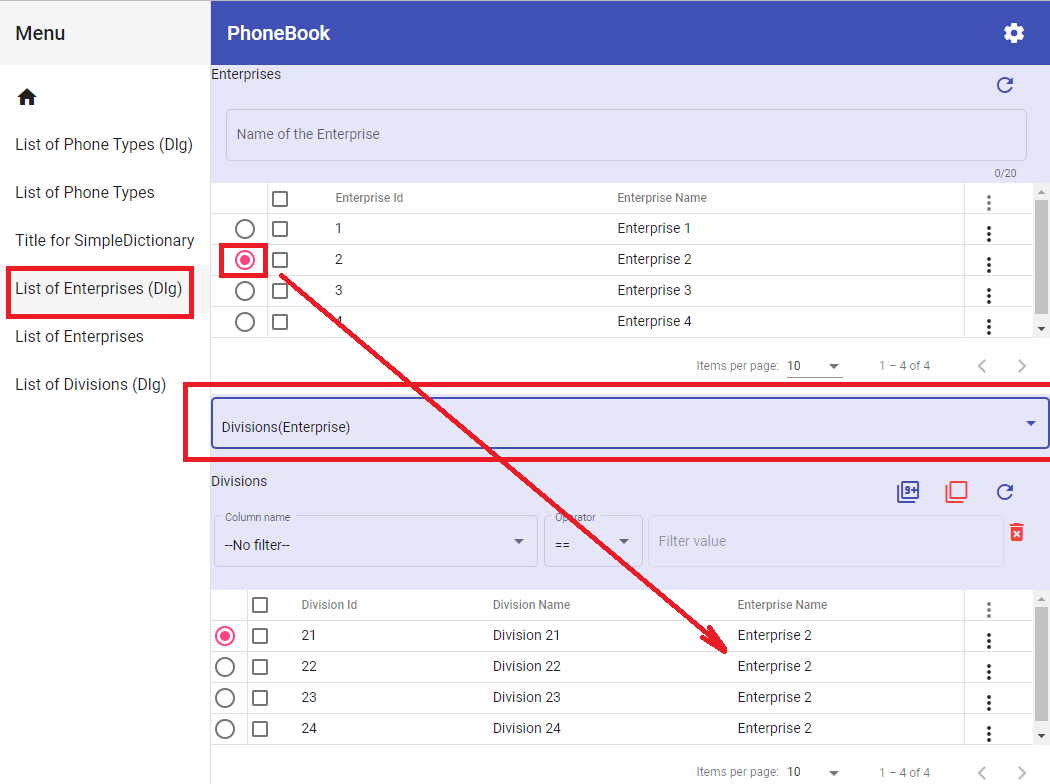 Menu
PhoneBook
List of Phone Types (Dlg)
List of Phone Types
Title for SimpleDictionary
List of Enterprises (Dlg)
List of Enterprises
List of Divisions (Dlg)
Enterprises
Name of the Enterprise
0/20
Enterprise Id Enterprise Name
1 Enterprise 1
2 Enterprise 2
3 Enterprise 3
4 Enterprise 4
Items per page: 10 1 – 4 of 4
Divisions(Enterprise)
Divisions
9+
Column name Operator
--No filter-- == Filter value
Division Id Division Name Enterprise Name
21 Division 21 Enterprise 2
22 Division 22 Enterprise 2
23 Division 23 Enterprise 2
24 Division 24 Enterprise 2
Items per page: 10 1 – 4 of 4